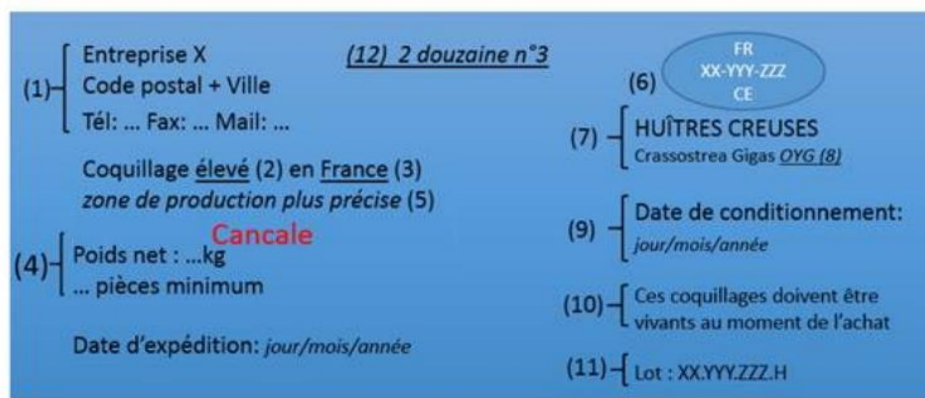 (1)
Entreprise X
Code postal + Ville
Tél: ... Fax: ... Mail: ...
(12) 2 douzaine n°3
Coquillage élevé (2) en France (3)
zone de production plus précise (5)
Cancale
(4)
Poids net : ...kg
... pièces minimum
Date d'expédition: jour/mois/année
(6)
FR
XX-YYY-ZZZ
CE
(7)
HUÎTRES CREUSES
Crassostrea Gigas OYG (8)
(9)
Date de conditionnement:
jour/mois/année
(10)
Ces coquillages doivent être
vivants au moment de l'achat
(11)
Lot : XX.YYY.ZZZ.H